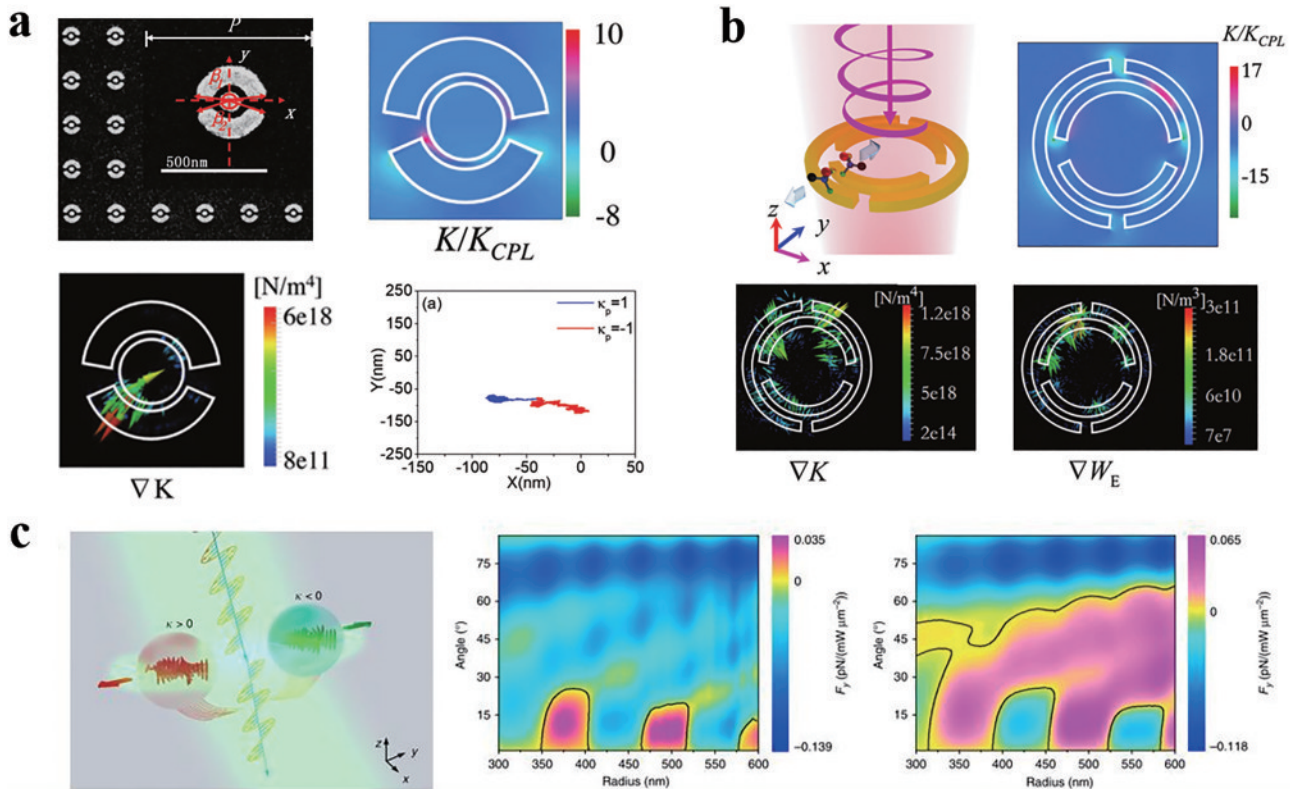 a
P
y
β1
x
β2
500nm
10
0
-8
K/K_CPL
b
z
y
x
K/K_CPL
17
0
-15
[N/m⁴]
6e18
8e11
∇ K
250
200
150
100
50
0
-50
-100
-150
-200
-250
Y(nm)
(a)
κp=1
κp=-1
-150
-100
-50
0
50
X(nm)
[N/m⁴]
1.2e18
7.5e18
5e18
2e14
∇K
[N/m³]
3e11
1.8e11
6e10
7e7
∇W_E
c
κ > 0
κ < 0
z
y
x
75
60
45
30
15
Angle (°)
300 350 400 450 500 550 600
Radius (nm)
0.035
0
−0.139
F_y (pN/(mW μm⁻²))
75
60
45
30
15
Angle (°)
300 350 400 450 500 550 600
Radius (nm)
0.065
0
−0.118
F_y (pN/(mW μm⁻²))